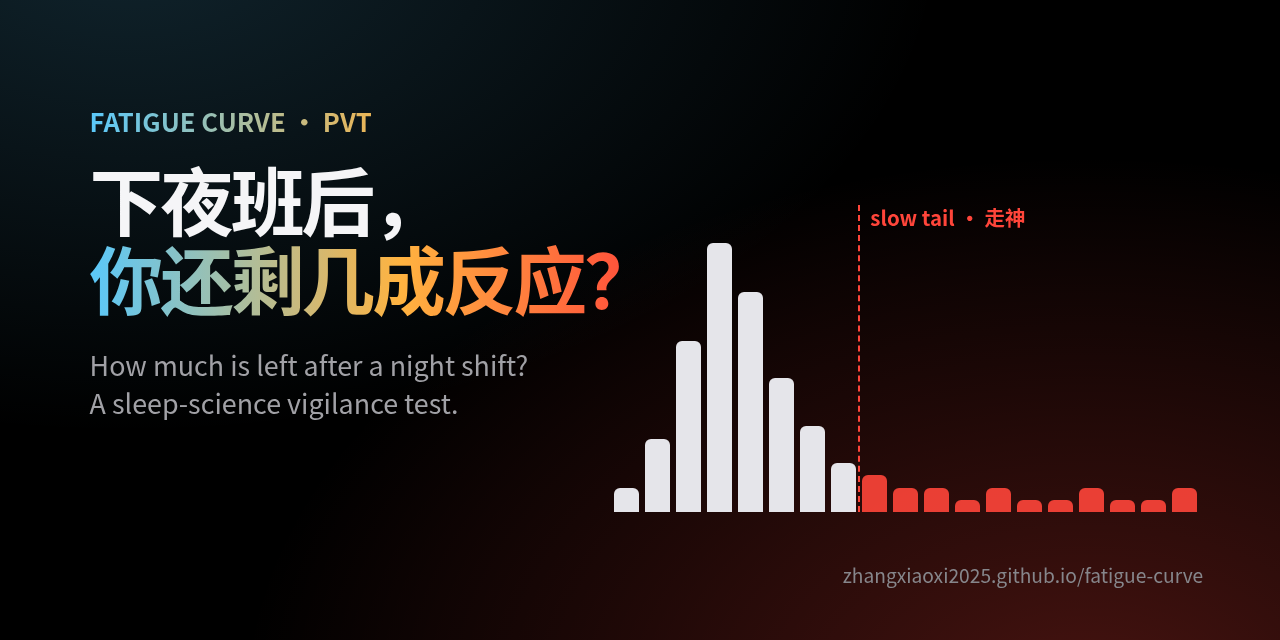 FATIGUE CURVE · PVT
下夜班后，
你还剩几成反应？
How much is left after a night shift?
A sleep-science vigilance test.
slow tail · 走神
zhangxiaoxi2025.github.io/fatigue-curve